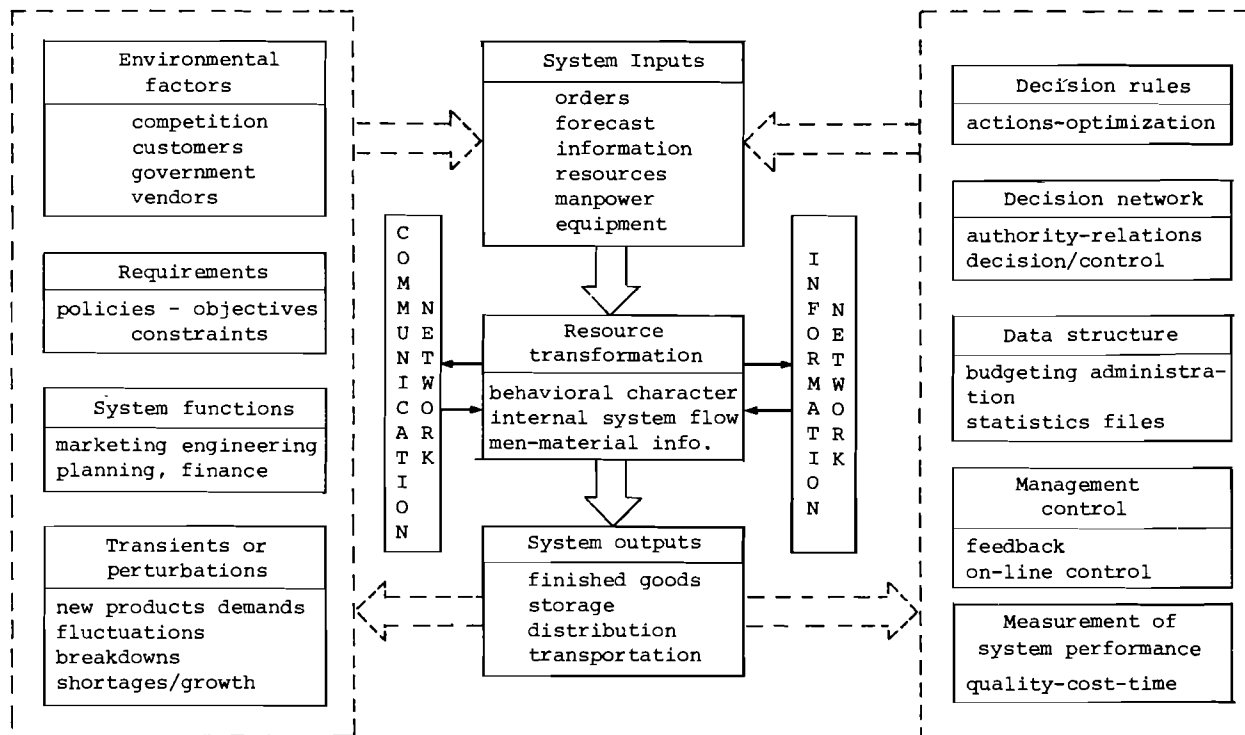 Environmental
factors
competition
customers
government
vendors
Requirements
policies - objectives
constraints
System functions
marketing engineering
planning, finance
Transients or
perturbations
new products demands
fluctuations
breakdowns
shortages/growth
COMMUNICATION
NETWORK
System Inputs
orders
forecast
information
resources
manpower
equipment
Resource
transformation
behavioral character
internal system flow
men-material info.
System outputs
finished goods
storage
distribution
transportation
INFORMATION
NETWORK
Decision rules
actions-optimization
Decision network
authority-relations
decision/control
Data structure
budgeting administra-
tion
statistics files
Management
control
feedback
on-line control
Measurement of
system performance
quality-cost-time